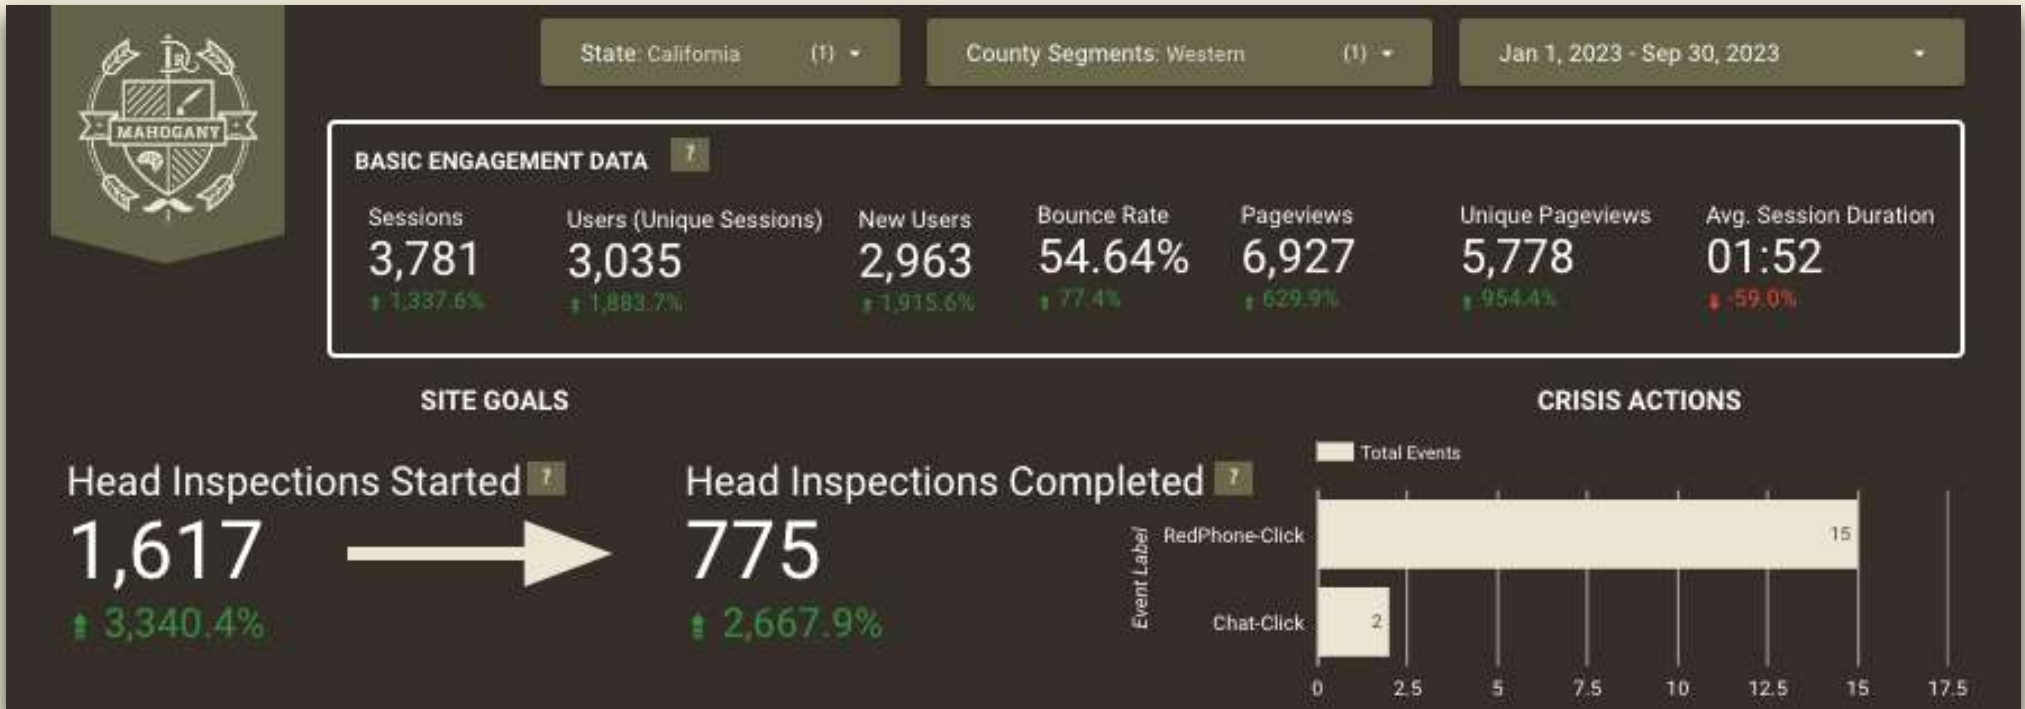 State: California (1)
County Segments: Western (1)
Jan 1, 2023 - Sep 30, 2023
DR
MAHOGANY
BASIC ENGAGEMENT DATA ?
Sessions
3,781
1,337.6%
Users (Unique Sessions)
3,035
1,883.7%
New Users
2,963
1,915.6%
Bounce Rate
54.64%
77.4%
Pageviews
6,927
629.9%
Unique Pageviews
5,778
954.4%
Avg. Session Duration
01:52
-59.0%
SITE GOALS
Head Inspections Started ?
1,617
3,340.4%
Head Inspections Completed ?
775
2,667.9%
CRISIS ACTIONS
Total Events
Event Label
RedPhone-Click
15
Chat-Click
2
0 2.5 5 7.5 10 12.5 15 17.5